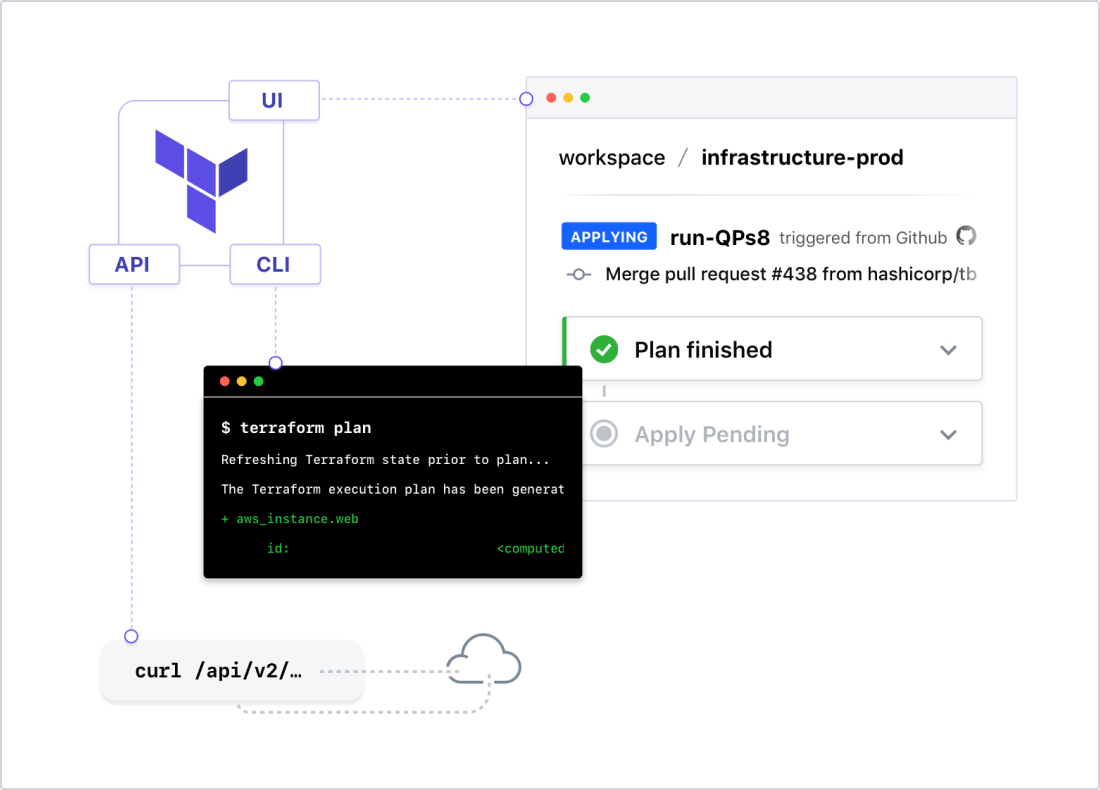 UI
API
CLI
workspace / infrastructure-prod
APPLYING run-QPs8 triggered from Github
Merge pull request #438 from hashicorp/tb
Plan finished
Apply Pending
$ terraform plan
Refreshing Terraform state prior to plan...
The Terraform execution plan has been generat
+ aws_instance.web
id: <computed
curl /api/v2/…